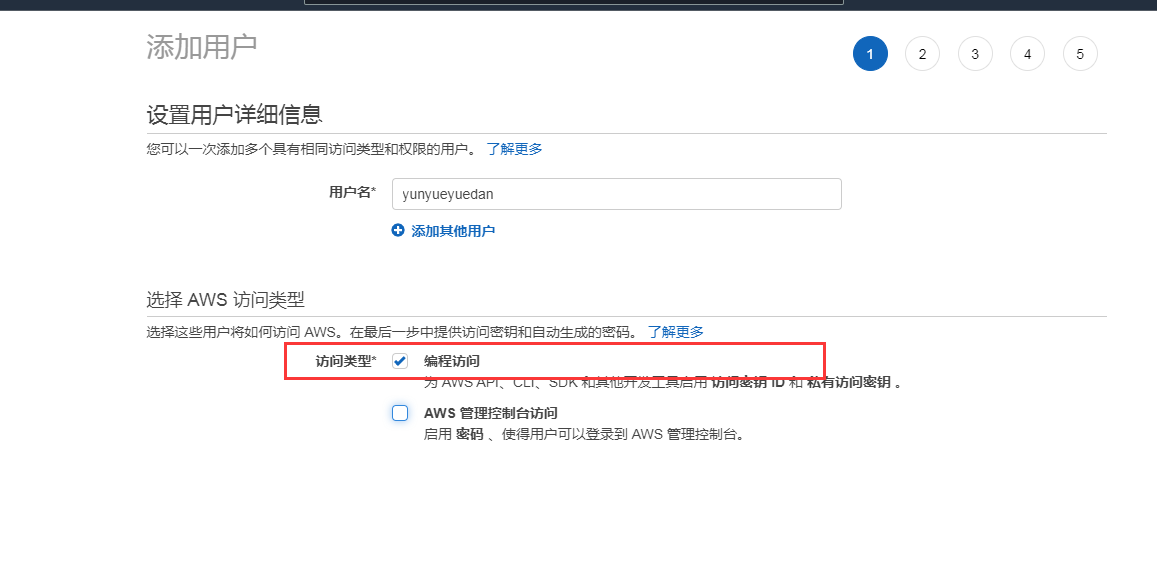 添加用户
1 2 3 4 5
设置用户详细信息
您可以一次添加多个具有相同访问类型和权限的用户。 了解更多
用户名* yunyueyuedan
添加其他用户
选择 AWS 访问类型
选择这些用户将如何访问 AWS。在最后一步中提供访问密钥和自动生成的密码。 了解更多
访问类型* 编程访问
为 AWS API、CLI、SDK 和其他开发工具启用 访问密钥 ID 和 私有访问密钥 。
AWS 管理控制台访问
启用 密码 、使得用户可以登录到 AWS 管理控制台。